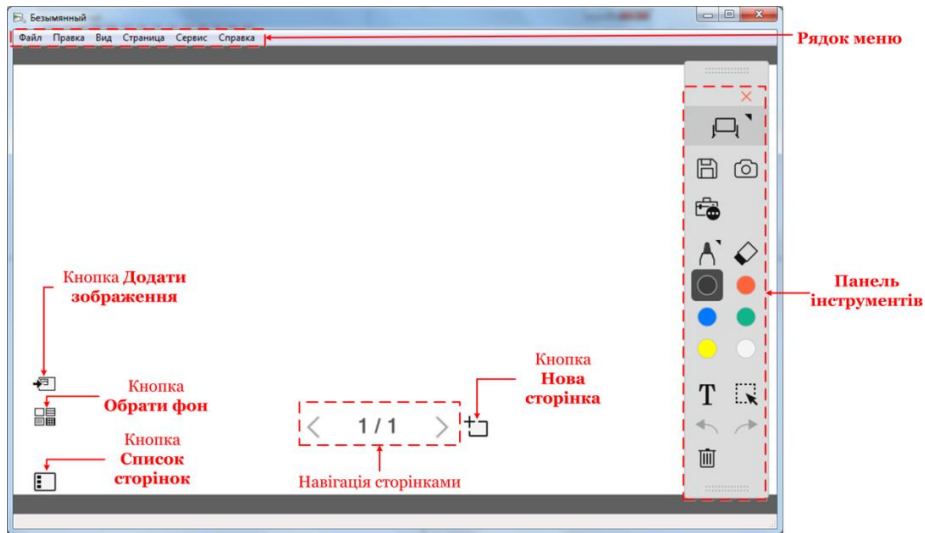 Безымянный
Файл Правка Вид Страница Сервис Справка
Рядок меню
Кнопка Додати
зображення
Панель
інструментів
Кнопка
Обрати фон
Кнопка
Нова
сторінка
1 / 1
Кнопка
Список
сторінок
Навігація сторінками
T